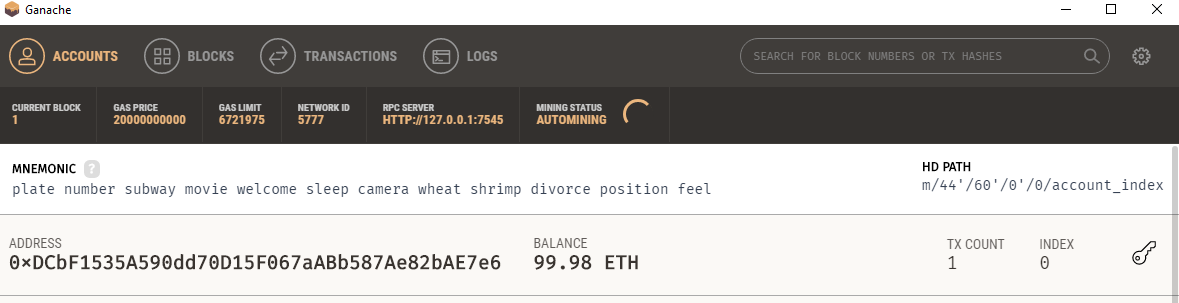 Ganache
ACCOUNTS BLOCKS TRANSACTIONS LOGS SEARCH FOR BLOCK NUMBERS OR TX HASHES
CURRENT BLOCK GAS PRICE GAS LIMIT NETWORK ID RPC SERVER MINING STATUS
1 20000000000 6721975 5777 HTTP://127.0.0.1:7545 AUTOMINING
MNEMONIC ? HD PATH
plate number subway movie welcome sleep camera wheat shrimp divorce position feel m/44'/60'/0'/0/account_index
ADDRESS BALANCE TX COUNT INDEX
0×DCbF1535A590dd70D15F067aABb587Ae82bAE7e6 99.98 ETH 1 0